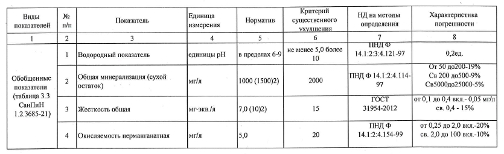 Виды показателей
№ п/п
Показатель
Единица измерения
Норматив
Критерий существенного ухудшения
НД на методы определения
Характеристика погрешности
1 2 3 4 5 6 7 8
Обобщенные показатели (таблица 3.3 СанПиН 1.2.3685-21)
1 Водородный показатель единицы pH в пределах 6-9 не менее 5,0 более 10 ПНД Ф 14.1:2:3:4.121-97 0,2ед.
2 Общая минерализация (сухой остаток) мг/л 1000 (1500)2) 2000 ПНД Ф 14.1:2:4.114-97 От 50 до200-19%
Св 200 до500-9%
Св5000до25000-5%
3 Жесткость общая мг-экв./л 7,0 (10)2) 15 ГОСТ 31954-2012 от 0,1 до 0,4 вкл.- 0,05 мг/л
св. 0,4 - 15%
4 Окисляемость перманганатная мг/л 5,0 20 ПНД Ф 14.1:2:4.154-99 от 0,25 до 2,0 вкл.-20%
св. 2,0 до 100 вкл.-10%